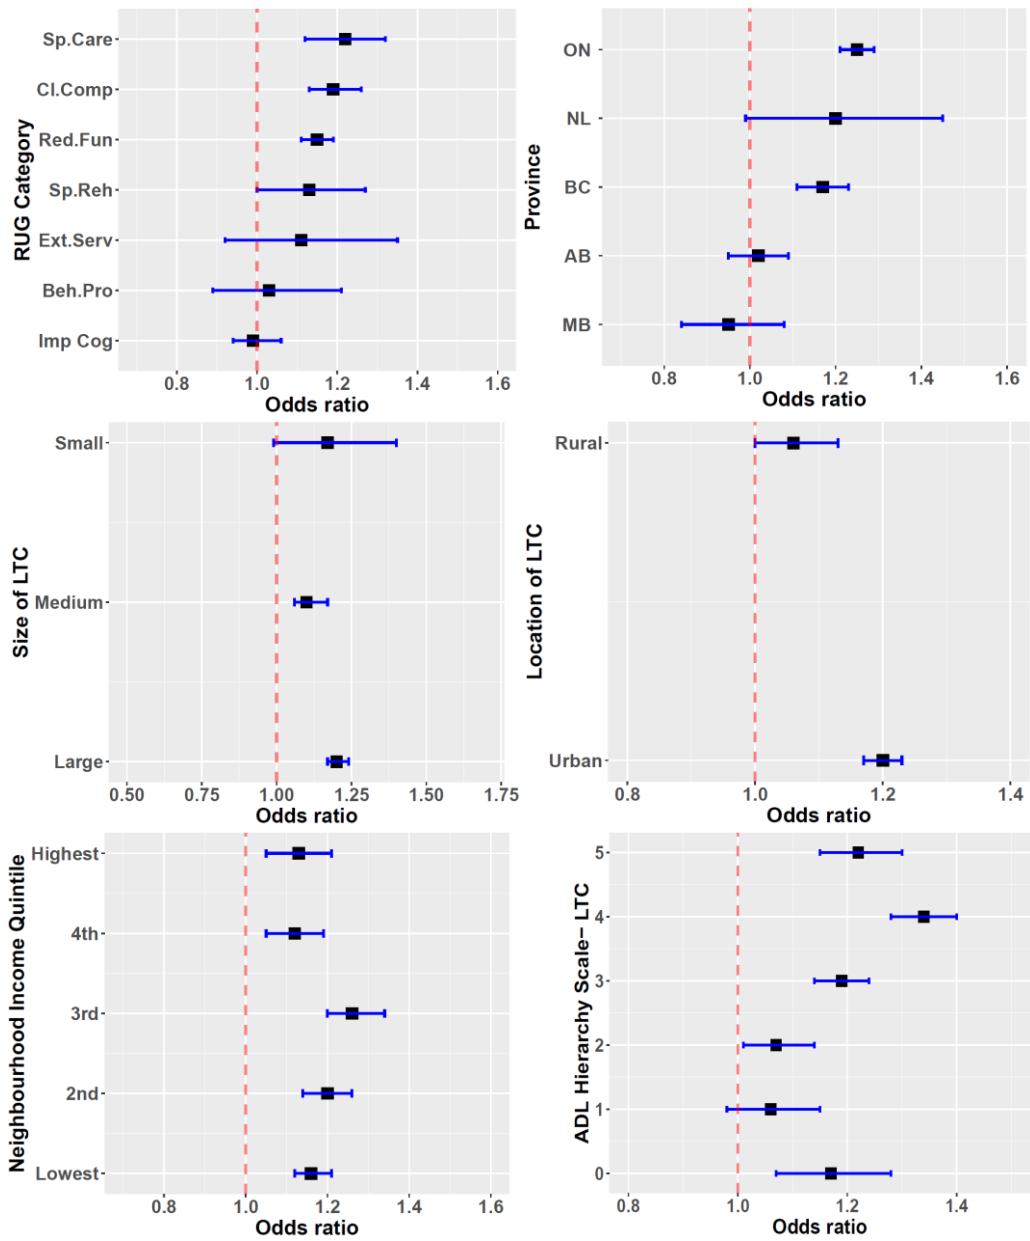 RUG Category
Sp.Care
Cl.Comp
Red.Fun
Sp.Reh
Ext.Serv
Beh.Pro
Imp Cog
0.8 1.0 1.2 1.4 1.6
Odds ratio
Province
ON
NL
BC
AB
MB
0.8 1.0 1.2 1.4 1.6
Odds ratio
Size of LTC
Small
Medium
Large
0.50 0.75 1.00 1.25 1.50 1.75
Odds ratio
Location of LTC
Rural
Urban
0.8 1.0 1.2 1.4
Odds ratio
Neighbourhood Income Quintile
Highest
4th
3rd
2nd
Lowest
0.8 1.0 1.2 1.4 1.6
Odds ratio
ADL Hierarchy Scale- LTC
5
4
3
2
1
0
0.8 1.0 1.2 1.4
Odds ratio